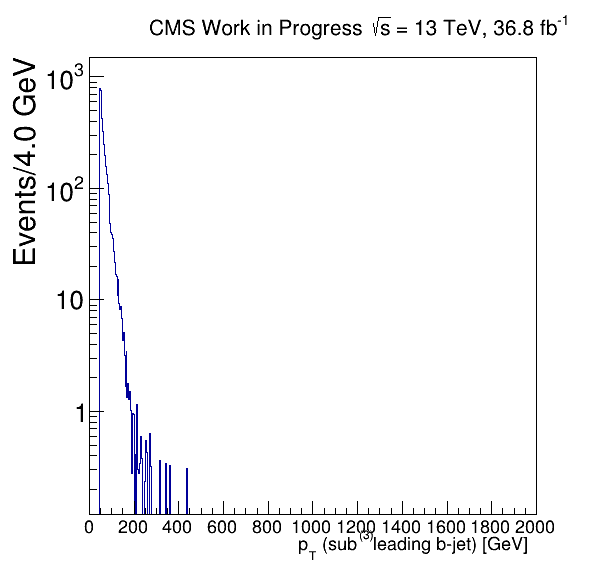 CMS Work in Progress √s = 13 TeV, 36.8 fb⁻¹
Events/4.0 GeV
10³
10²
10
1
0 200 400 600 800 1000 1200 1400 1600 1800 2000
p_T (sub⁽³⁾leading b-jet) [GeV]